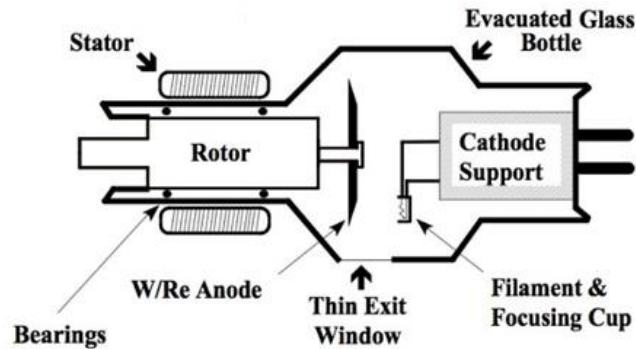 Stator
Evacuated Glass
Bottle
Rotor
Cathode
Support
W/Re Anode
Thin Exit
Window
Filament &
Focusing Cup
Bearings